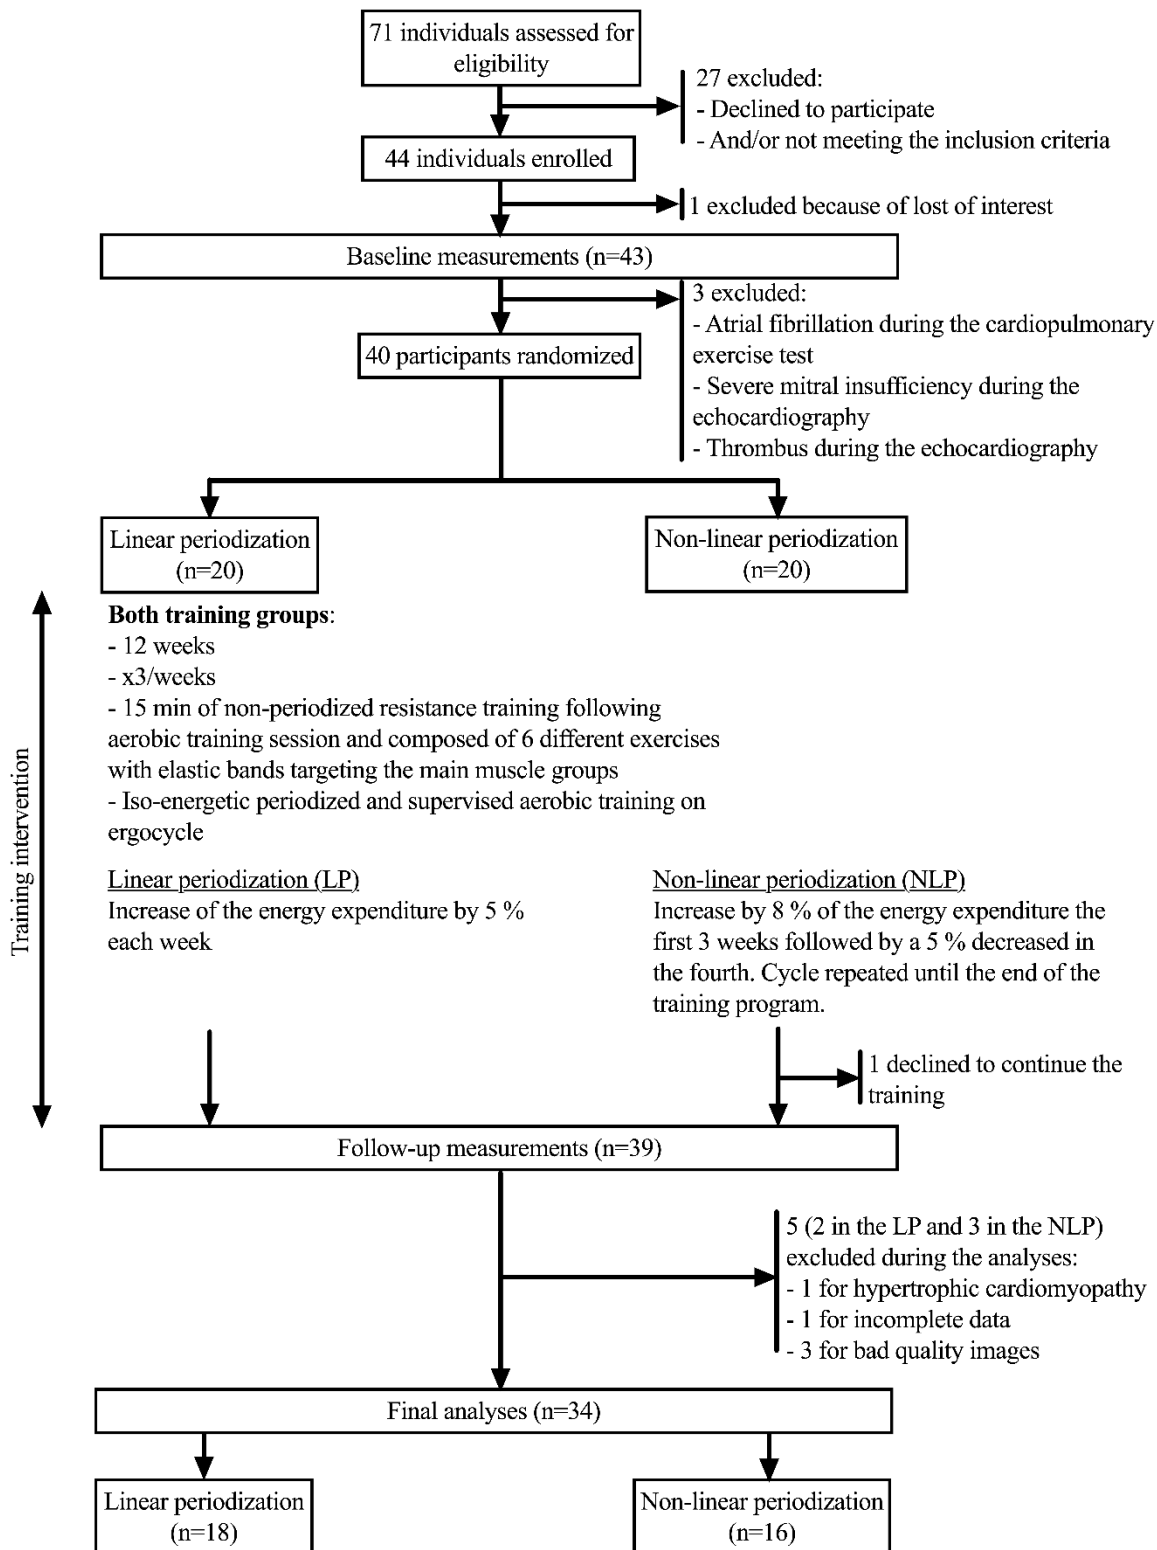 71 individuals assessed for
eligibility
27 excluded:
- Declined to participate
- And/or not meeting the inclusion criteria
44 individuals enrolled
1 excluded because of lost of interest
Baseline measurements (n=43)
3 excluded:
- Atrial fibrillation during the cardiopulmonary
exercise test
- Severe mitral insufficiency during the
echocardiography
- Thrombus during the echocardiography
40 participants randomized
Linear periodization
(n=20)
Non-linear periodization
(n=20)
Training intervention
Both training groups:
- 12 weeks
- x3/weeks
- 15 min of non-periodized resistance training following
aerobic training session and composed of 6 different exercises
with elastic bands targeting the main muscle groups
- Iso-energetic periodized and supervised aerobic training on
ergocycle
Linear periodization (LP)
Increase of the energy expenditure by 5 %
each week
Non-linear periodization (NLP)
Increase by 8 % of the energy expenditure the
first 3 weeks followed by a 5 % decreased in
the fourth. Cycle repeated until the end of the
training program.
1 declined to continue the
training
Follow-up measurements (n=39)
5 (2 in the LP and 3 in the NLP)
excluded during the analyses:
- 1 for hypertrophic cardiomyopathy
- 1 for incomplete data
- 3 for bad quality images
Final analyses (n=34)
Linear periodization
(n=18)
Non-linear periodization
(n=16)